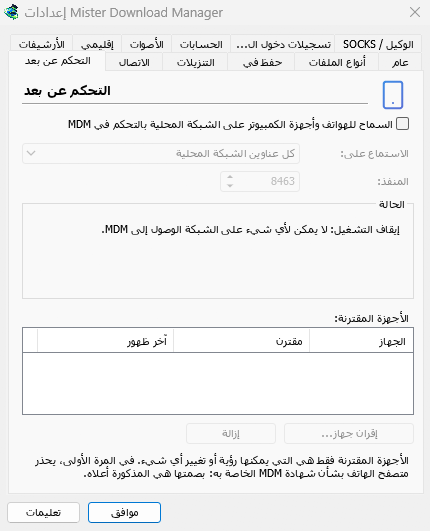 إعدادات Mister Download Manager
الوكيل / SOCKS
تسجيلات دخول ال...
الحسابات
الأصوات
إقليمي
الأرشيفات
عام
أنواع الملفات
حفظ في
التنزيلات
الاتصال
التحكم عن بعد
التحكم عن بعد
السماح للهواتف وأجهزة الكمبيوتر على الشبكة المحلية بالتحكم في MDM
الاستماع على:
كل عناوين الشبكة المحلية
المنفذ:
8463
الحالة
إيقاف التشغيل: لا يمكن لأي شيء على الشبكة الوصول إلى MDM.
الأجهزة المقترنة:
الجهاز
مقترن
آخر ظهور
إقران جهاز...
إزالة
الأجهزة المقترنة فقط هي التي يمكنها رؤية أو تغيير أي شيء. في المرة الأولى، يحذر
متصفح الهاتف بشأن شهادة MDM الخاصة به: بصمتها هي المذكورة أعلاه.
موافق
تعليمات